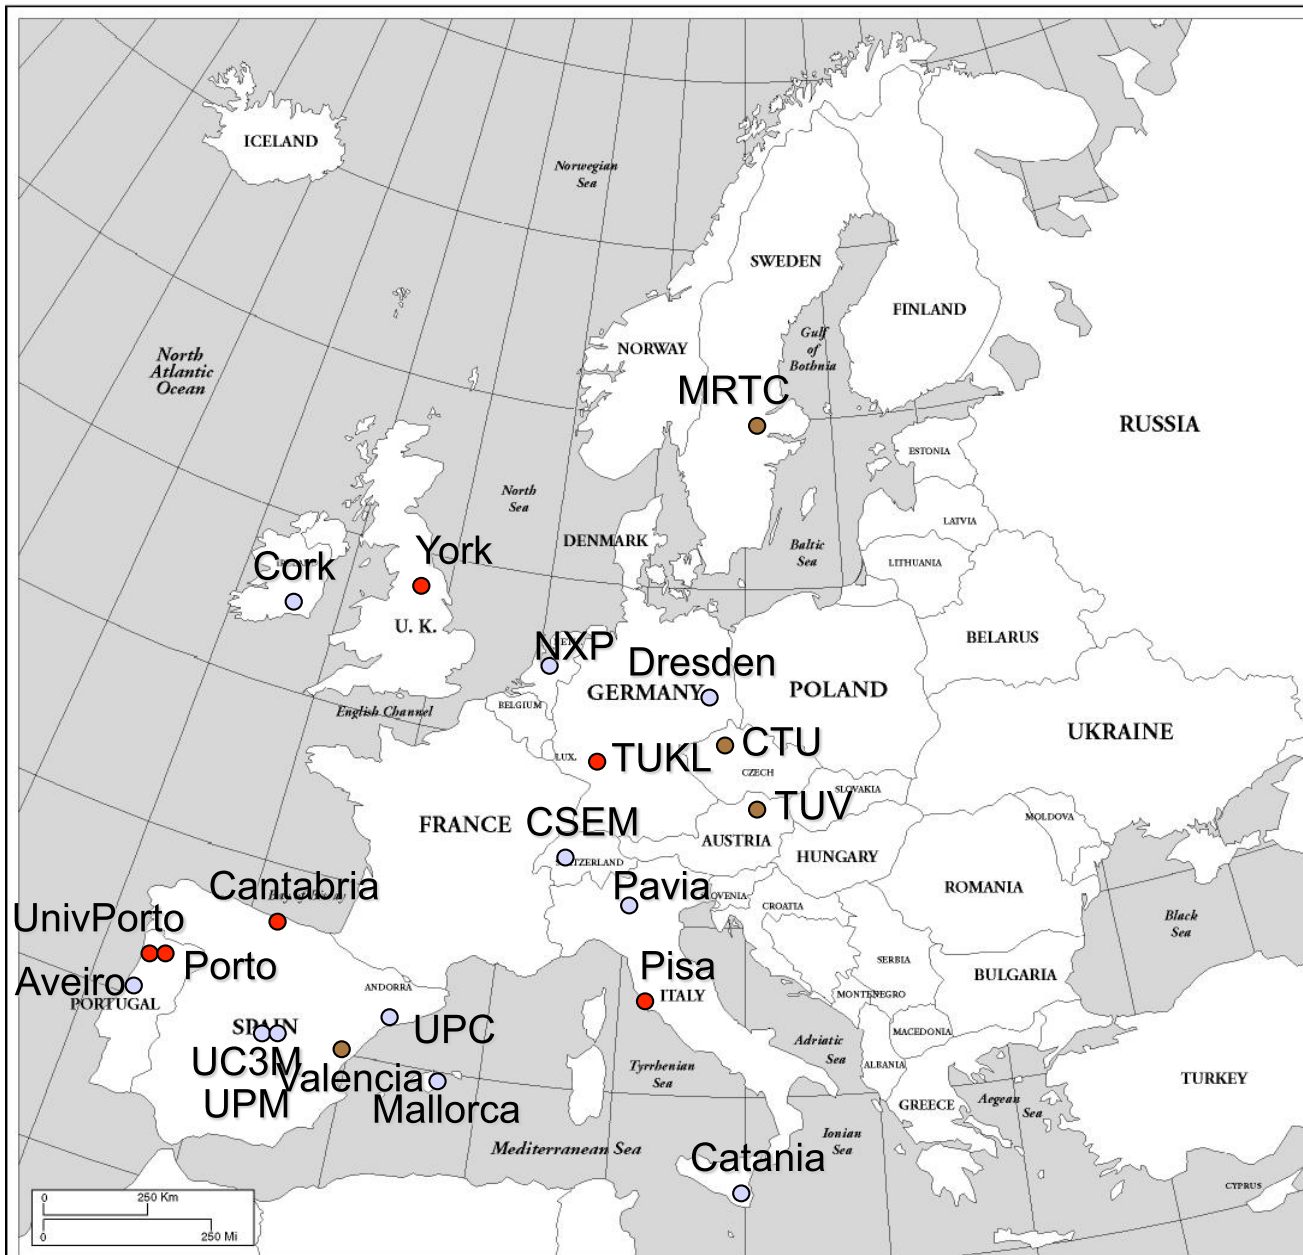 ICELAND
Norwegian
Sea
SWEDEN
FINLAND
NORWAY
Gulf
of
Bothnia
North
Atlantic
Ocean
MRTC
RUSSIA
ESTONIA
North
Sea
LATVIA
DENMARK
Baltic
Sea
York
LITHUANIA
Cork
U. K.
BELARUS
NXP
Dresden
GERMANY
POLAND
BELGIUM
English Channel
UKRAINE
CTU
LUX.
TUKL
CZECH
SLOVAKIA
TUV
MOLDOVA
CSEM
FRANCE
AUSTRIA
HUNGARY
SWITZERLAND
Cantabria
Pavia
SLOVENIA
ROMANIA
CROATIA
UnivPorto
Black
Sea
Porto
Pisa
SERBIA
BULGARIA
Aveiro
PORTUGAL
ANDORRA
ITALY
MONTENEGRO
SPAIN
UPC
MACEDONIA
UC3M
Adriatic
Sea
Valencia
Tyrrhenian
Sea
ALBANIA
TURKEY
UPM
Mallorca
GREECE
Aegean
Sea
Mediterranean Sea
Ionian
Sea
Catania
CYPRUS
0 250 Km
0 250 Mi